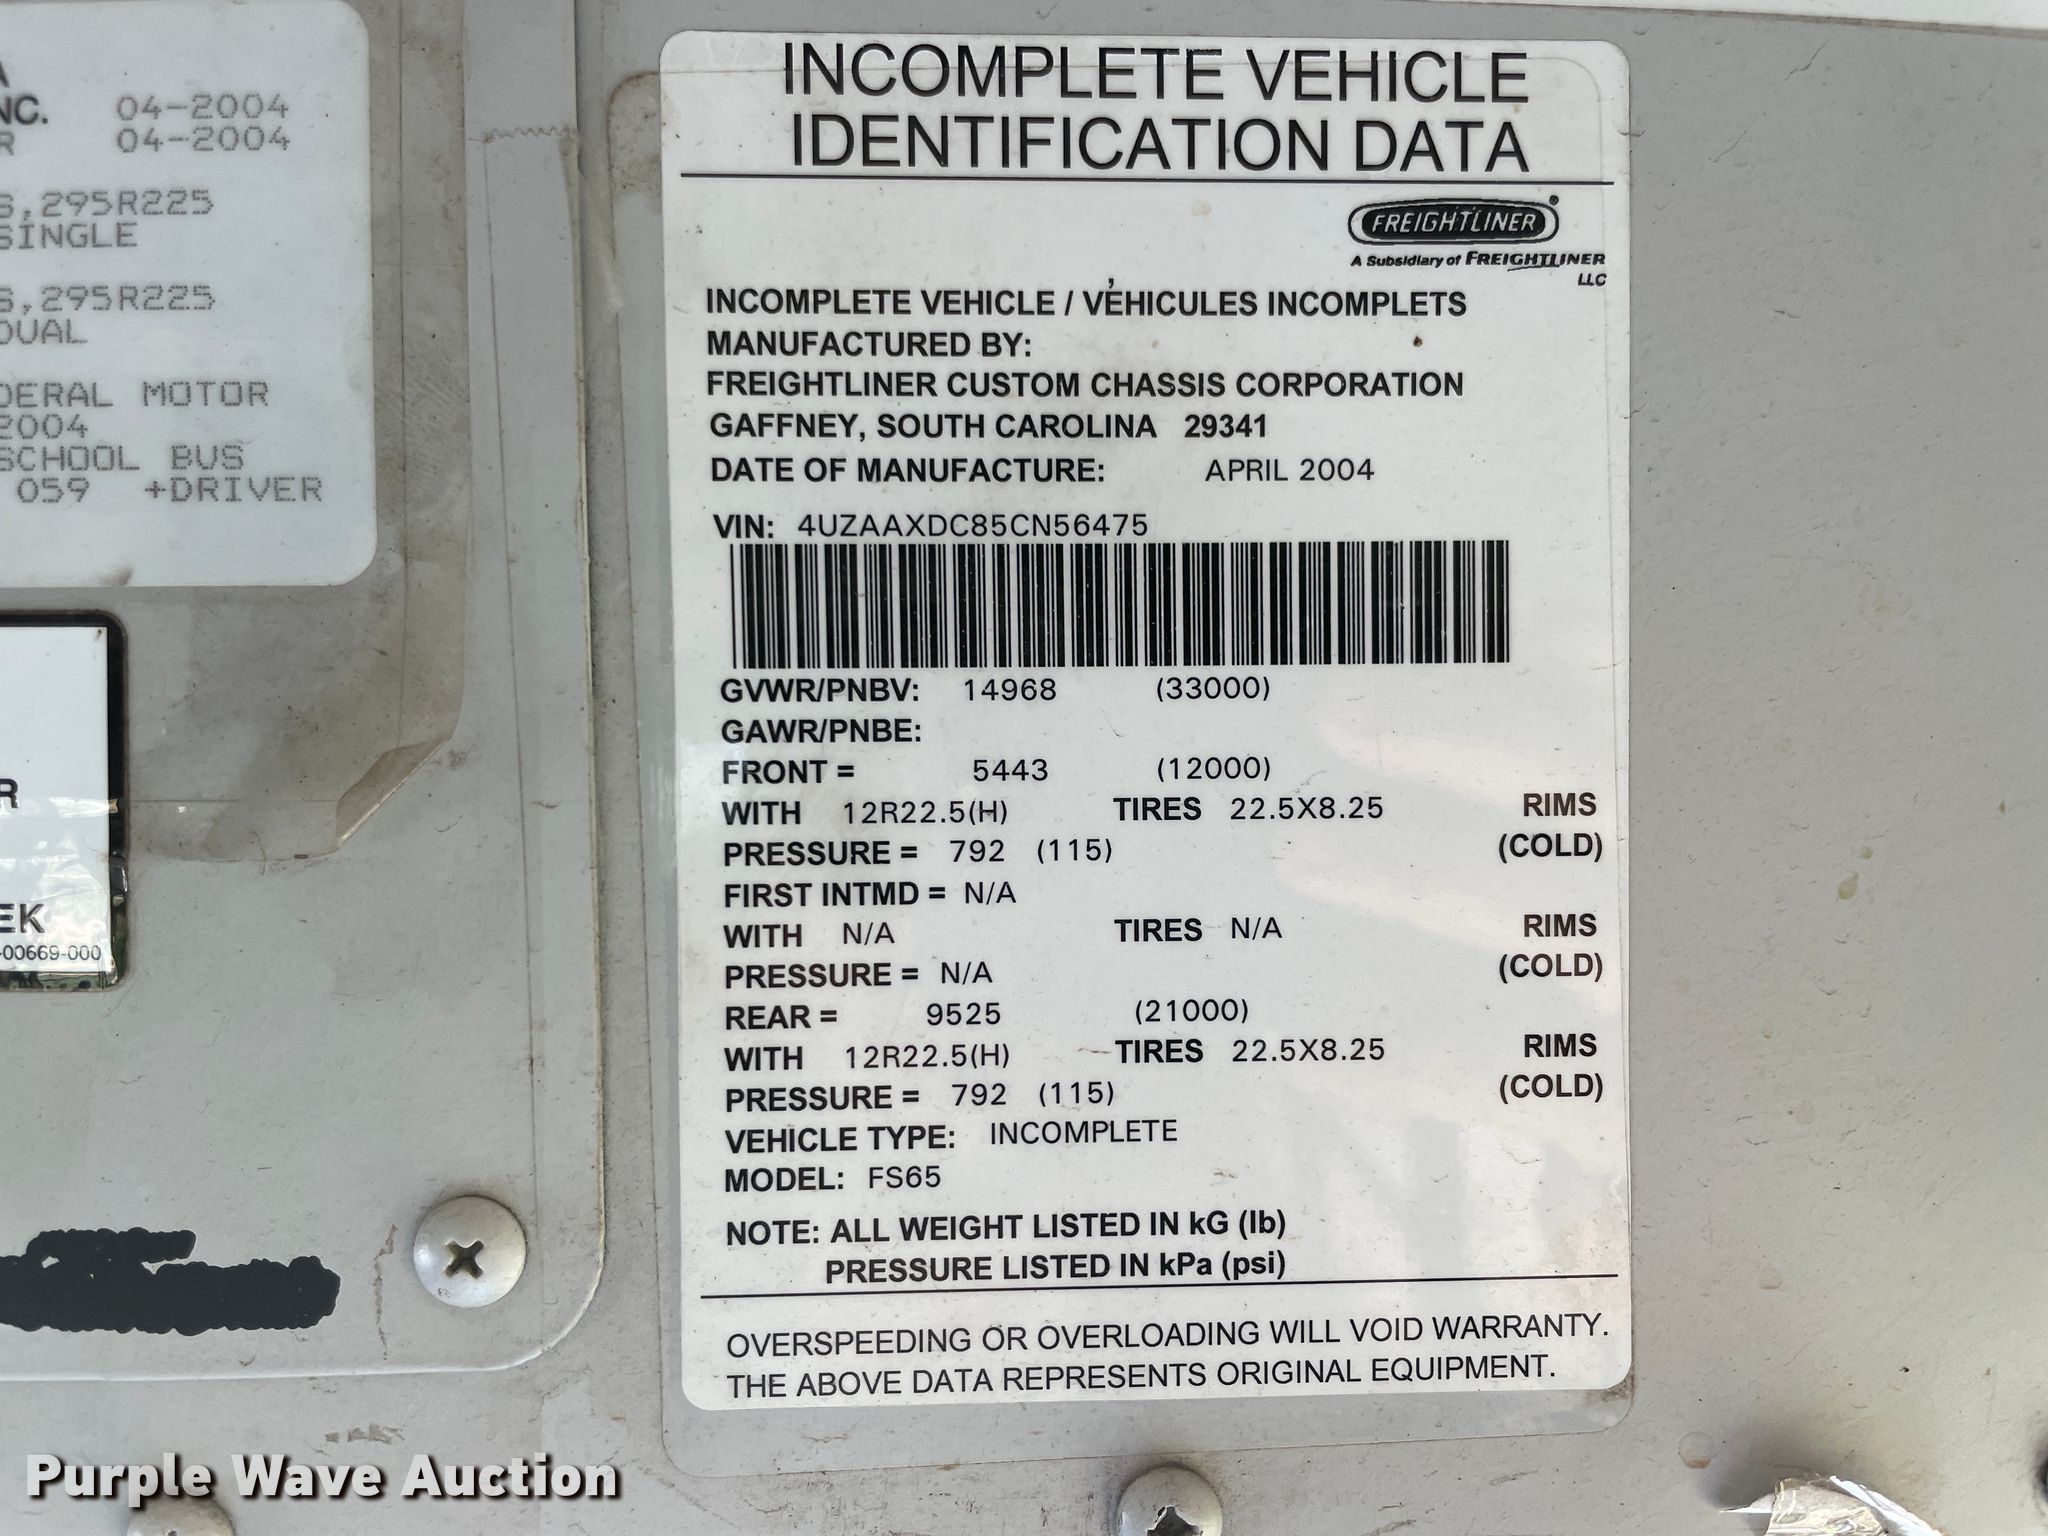 A
NC. 04-2004
R 04-2004
S,295R225
SINGLE
S,295R225
DUAL
DERAL MOTOR
2004
SCHOOL BUS
059 +DRIVER
R
EK
-00669-000
INCOMPLETE VEHICLE
IDENTIFICATION DATA
FREIGHTLINER®
A Subsidiary of FREIGHTLINER
LLC
INCOMPLETE VEHICLE / VÉHICULES INCOMPLETS
MANUFACTURED BY:
FREIGHTLINER CUSTOM CHASSIS CORPORATION
GAFFNEY, SOUTH CAROLINA 29341
DATE OF MANUFACTURE: APRIL 2004
VIN: 4UZAAXDC85CN56475
GVWR/PNBV: 14968 (33000)
GAWR/PNBE:
FRONT = 5443 (12000)
WITH 12R22.5(H) TIRES 22.5X8.25 RIMS
PRESSURE = 792 (115) (COLD)
FIRST INTMD = N/A
WITH N/A TIRES N/A RIMS
PRESSURE = N/A (COLD)
REAR = 9525 (21000)
WITH 12R22.5(H) TIRES 22.5X8.25 RIMS
PRESSURE = 792 (115) (COLD)
VEHICLE TYPE: INCOMPLETE
MODEL: FS65
NOTE: ALL WEIGHT LISTED IN kG (lb)
PRESSURE LISTED IN kPa (psi)
OVERSPEEDING OR OVERLOADING WILL VOID WARRANTY.
THE ABOVE DATA REPRESENTS ORIGINAL EQUIPMENT.
Purple Wave Auction